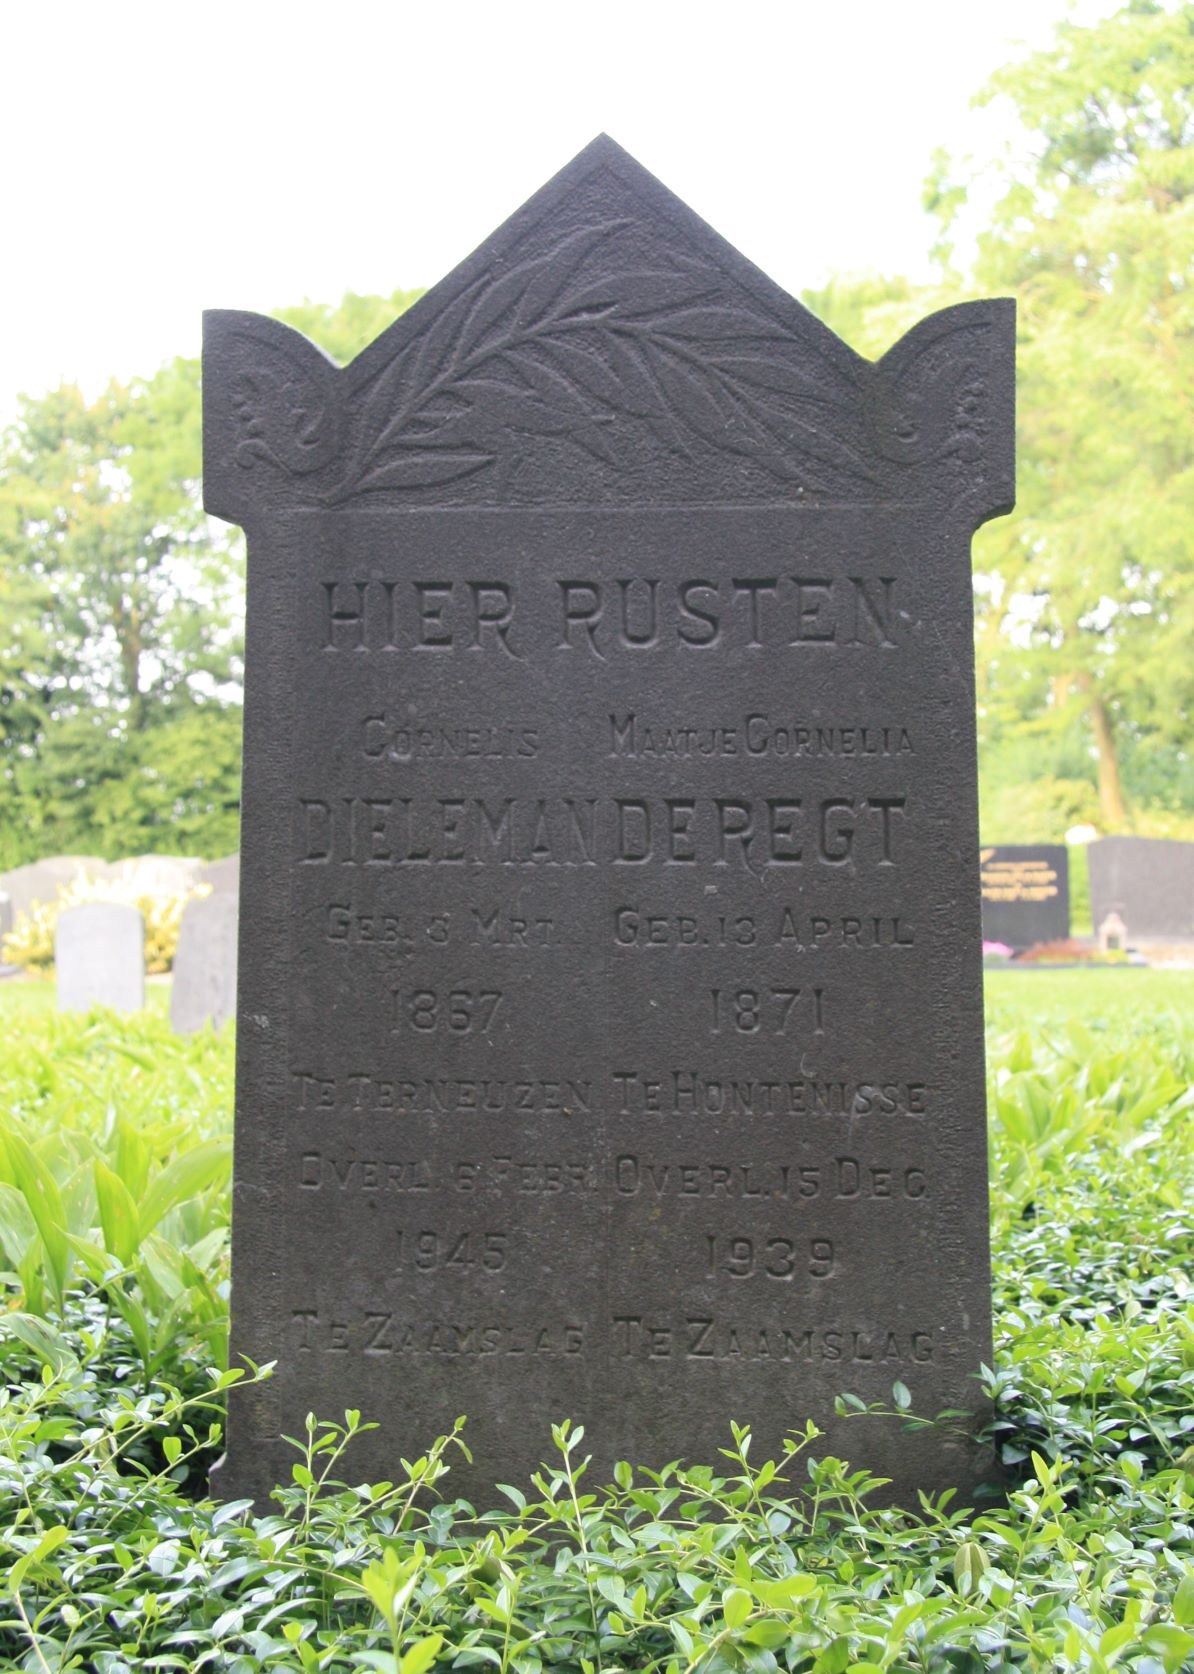 HIER RUSTEN
CORNELIS MAATJE CORNELIA
DIELEMAN DE REGT
GEB. 3 MRT. GEB. 13 APRIL
1867 1871
TE TERNEUZEN TE HONTENISSE
OVERL. 6 FEBR. OVERL. 15 DEC.
1945 1939
TE ZAAMSLAG TE ZAAMSLAG